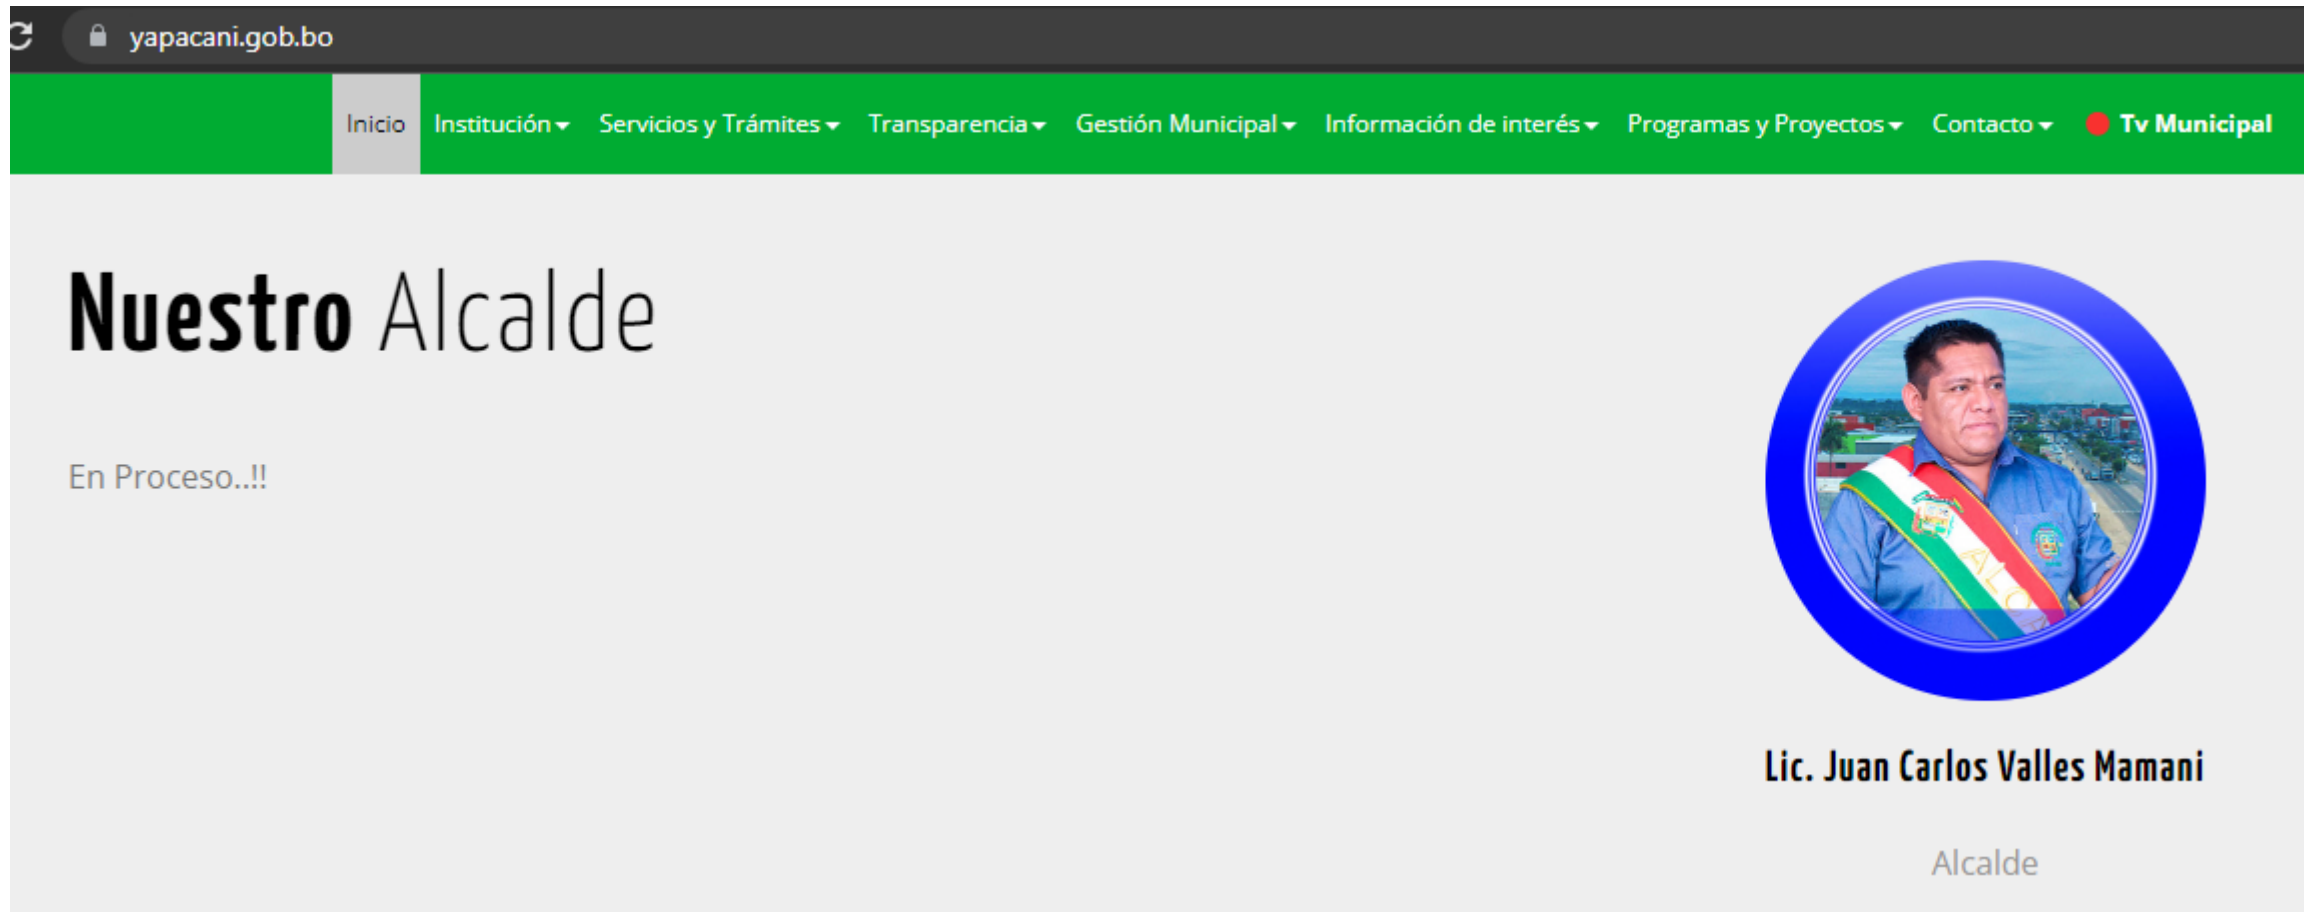 yapacani.gob.bo
Inicio Institución Servicios y Trámites Transparencia Gestión Municipal Información de interés Programas y Proyectos Contacto Tv Municipal
Nuestro Alcalde
En Proceso..!!
Lic. Juan Carlos Valles Mamani
Alcalde